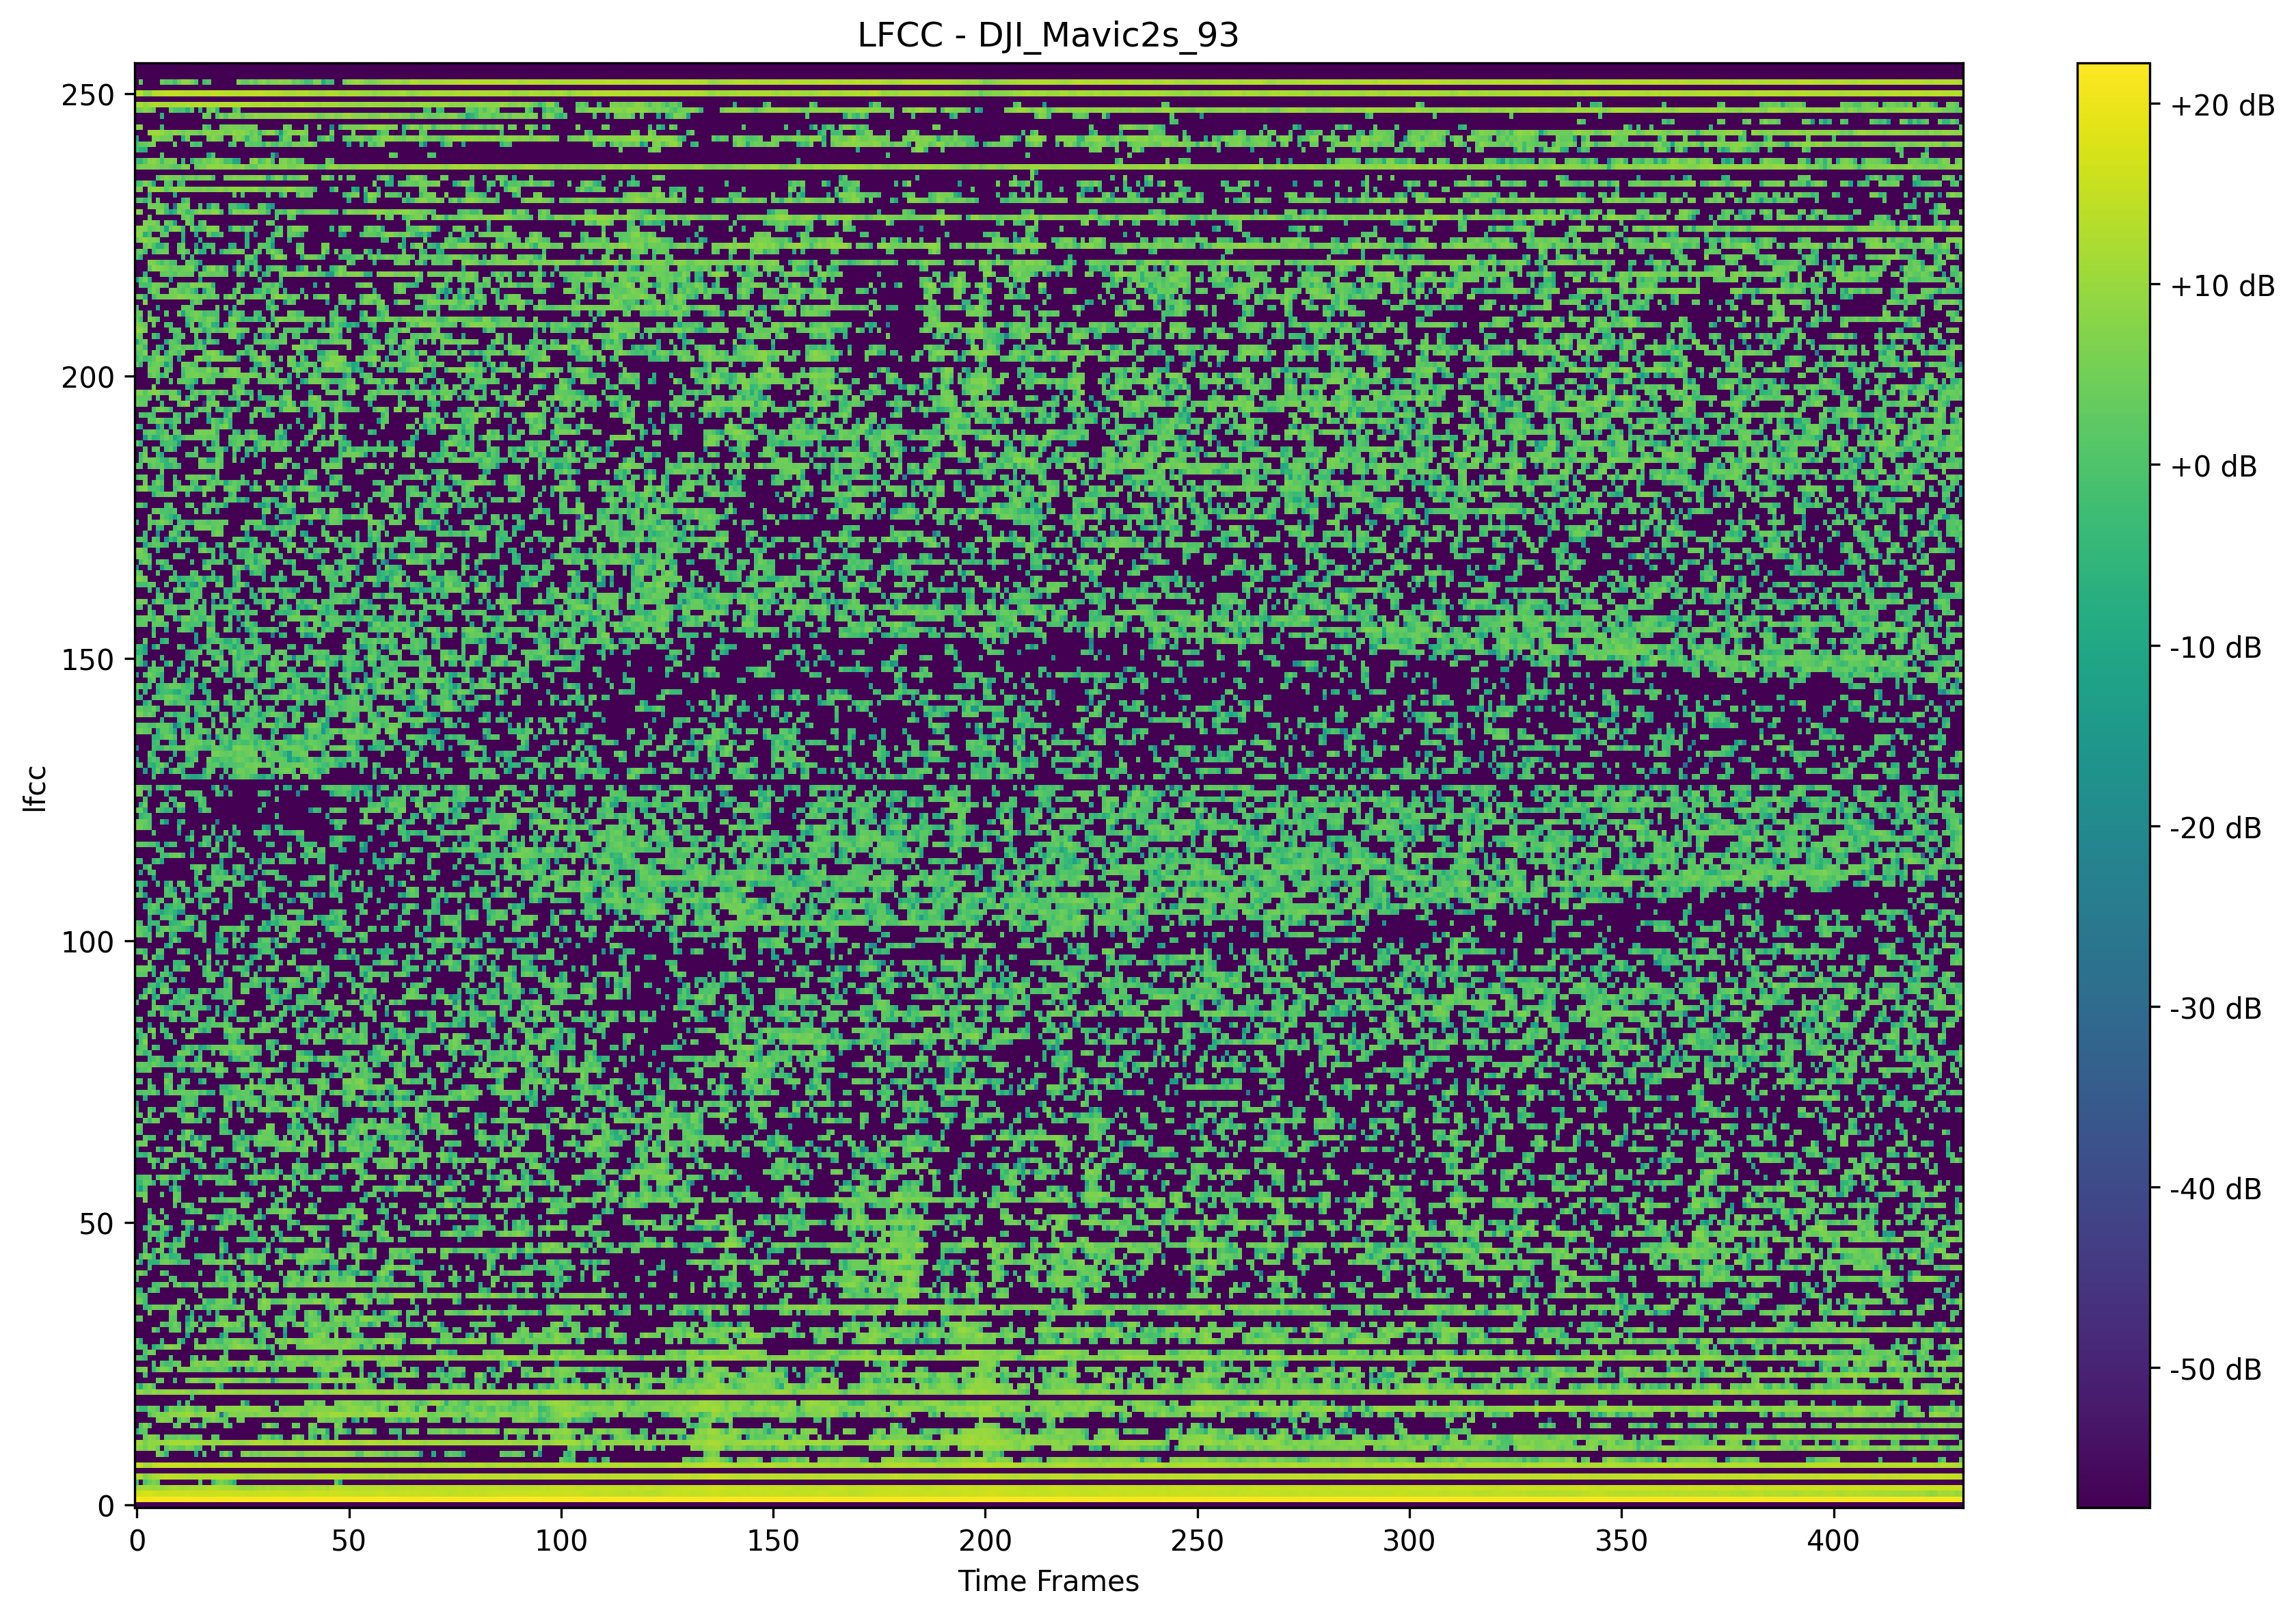 LFCC - DJI_Mavic2s_93
250
200
150
100
50
0
lfcc
0 50 100 150 200 250 300 350 400
Time Frames
+20 dB
+10 dB
+0 dB
-10 dB
-20 dB
-30 dB
-40 dB
-50 dB